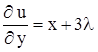 ∂u/∂y = x + 3λ